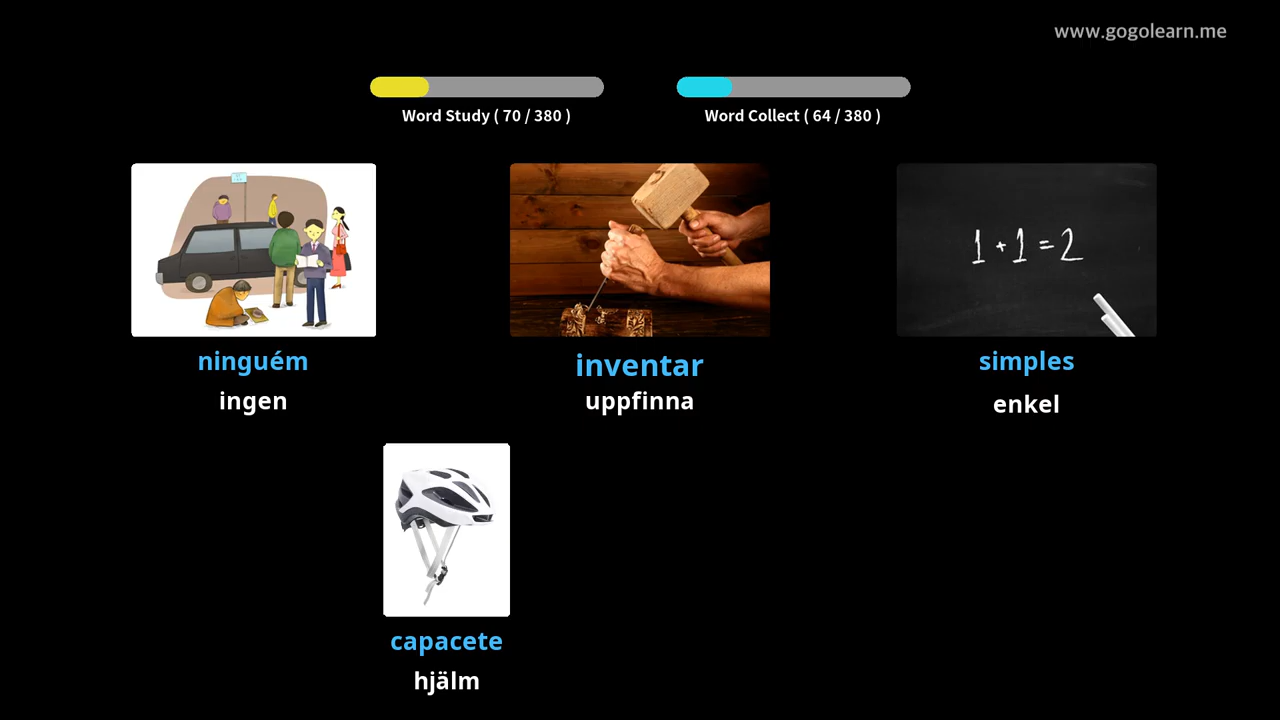 www.gogolearn.me
Word Study ( 70 / 380 )
Word Collect ( 64 / 380 )
1 + 1 = 2
ninguém
ingen
inventar
uppfinna
simples
enkel
capacete
hjälm